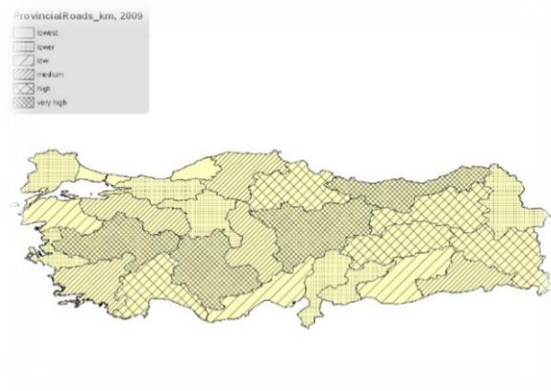 ProvincialRoads_km, 2009
lowest
lower
low
medium
high
very high